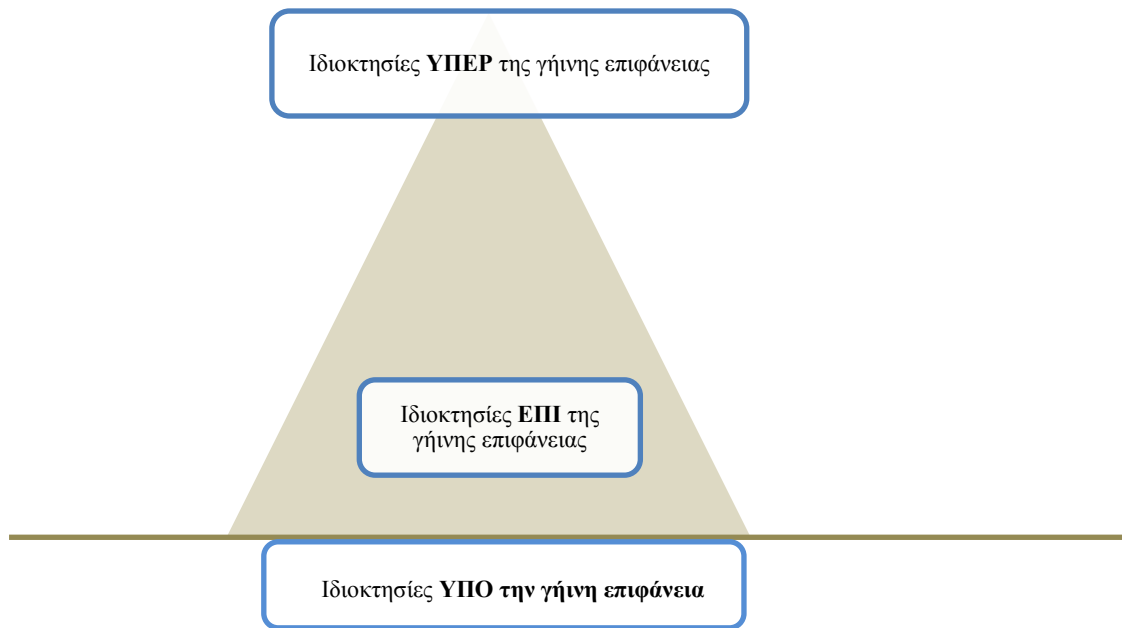 Ιδιοκτησίες ΥΠΕΡ της γήινης επιφάνειας
Ιδιοκτησίες ΕΠΙ της
γήινης επιφάνειας
Ιδιοκτησίες ΥΠΟ την γήινη επιφάνεια